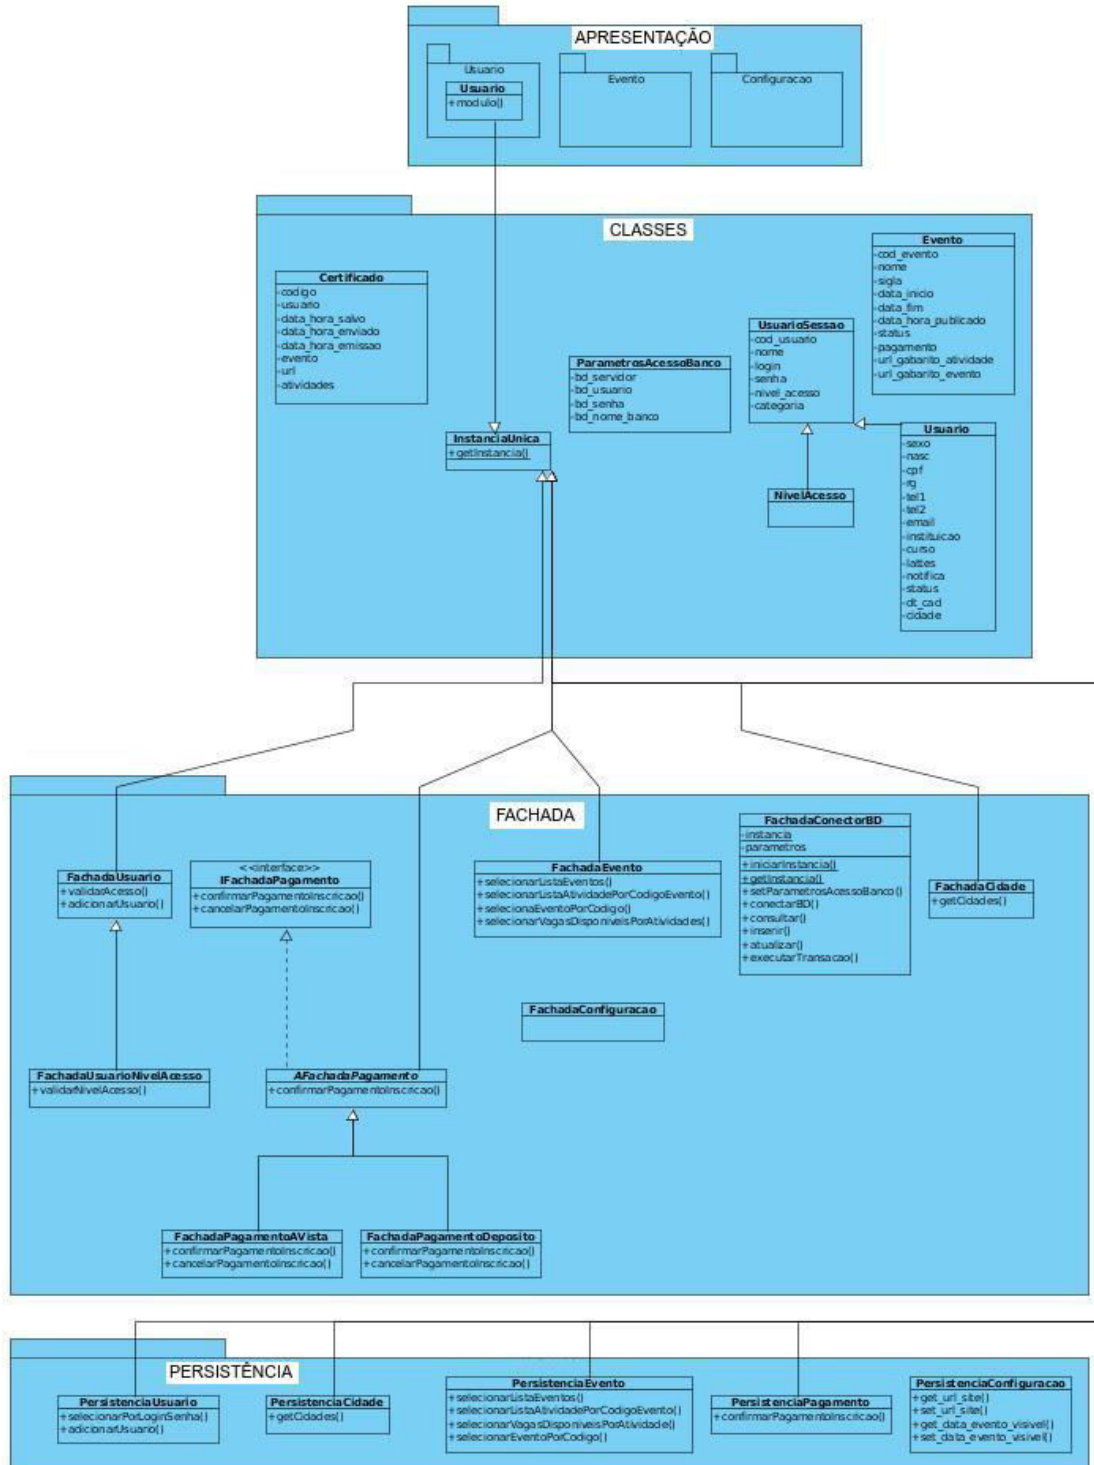 APRESENTAÇÃO
Usuario
Usuario
+modulo()
Evento
Configuracao
CLASSES
Certificado
-codigo
-usuario
-data_hora_salvo
-data_hora_enviado
-data_hora_emissao
-evento
-url
-atividades
InstanciaUnica
+getInstancia()
ParametrosAcessoBanco
-bd_servidor
-bd_usuario
-bd_senha
-bd_nome_banco
UsuarioSessao
-cod_usuario
-nome
-login
-senha
-nivel_acesso
-categoria
NivelAcesso
Evento
-cod_evento
-nome
-sigla
-data_inicio
-data_fim
-data_hora_publicado
-status
-pagamento
-url_gabarito_atividade
-url_gabarito_evento
Usuario
-sexo
-nasc
-cpf
-rg
-tel1
-tel2
-email
-instituicao
-curso
-lattes
-notifica
-status
-dt_cad
-cidade
FACHADA
FachadaUsuario
+validarAcesso()
+adicionarUsuario()
<<interface>>
IFachadaPagamento
+confirmarPagamentoInscricao()
+cancelarPagamentoInscricao()
FachadaEvento
+selecionarListaEventos()
+selecionarListaAtividadePorCodigoEvento()
+selecionaEventoPorCodigo()
+selecionarVagasDisponiveisPorAtividades()
FachadaConectorBD
-instancia
-parametros
+iniciarInstancia()
+getInstancia()
+setParametrosAcessoBanco()
+conectarBD()
+consultar()
+inserir()
+atualizar()
+executarTransacao()
FachadaCidade
+getCidades()
FachadaConfiguracao
FachadaUsuarioNivelAcesso
+validarNivelAcesso()
AFachadaPagamento
+confirmarPagamentoInscricao()
FachadaPagamentoAVista
+confirmarPagamentoInscricao()
+cancelarPagamentoInscricao()
FachadaPagamentoDeposito
+confirmarPagamentoInscricao()
+cancelarPagamentoInscricao()
PERSISTÊNCIA
PersistenciaUsuario
+selecionarPorLoginSenha()
+adicionarUsuario()
PersistenciaCidade
+getCidades()
PersistenciaEvento
+selecionarListaEventos()
+selecionarListaAtividadePorCodigoEvento()
+selecionarVagasDisponiveisPorAtividade()
+selecionarEventoPorCodigo()
PersistenciaPagamento
+confirmarPagamentoInscricao()
PersistenciaConfiguracao
+get_url_site()
+set_url_site()
+get_data_evento_visivel()
+set_data_evento_visivel()